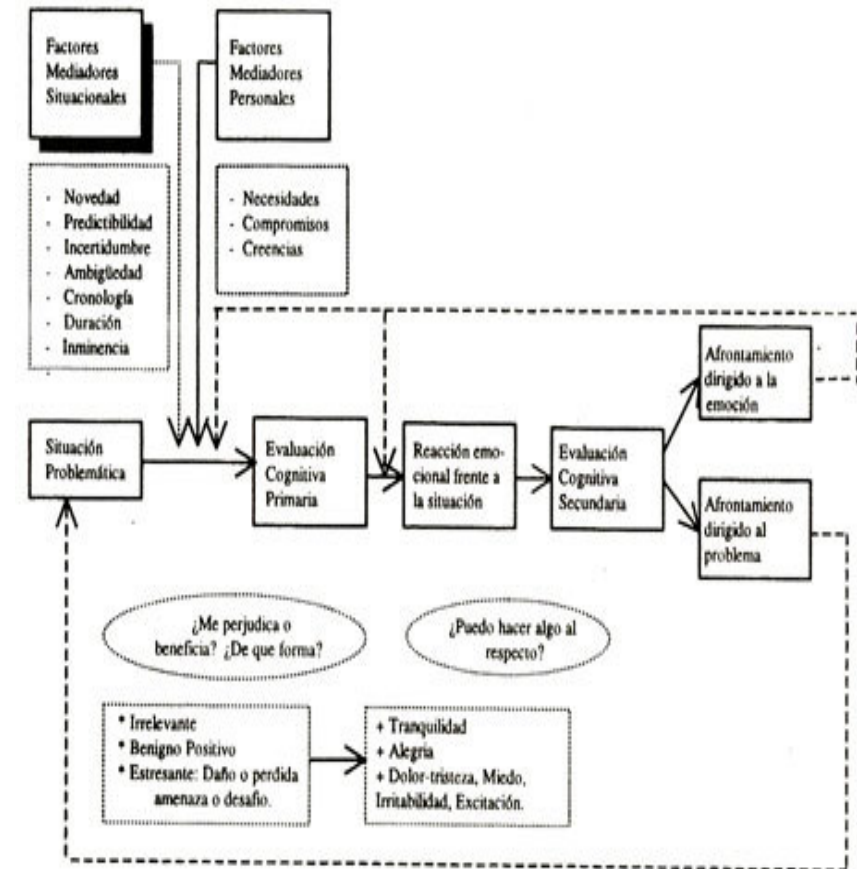 Factores
Mediadores
Situacionales
Factores
Mediadores
Personales
- Novedad
- Predictibilidad
- Incertidumbre
- Ambigüedad
- Cronología
- Duración
- Inminencia
- Necesidades
- Compromisos
- Creencias
Situación
Problemática
Evaluación
Cognitiva
Primaria
Reacción emo-
cional frente a
la situación
Evaluación
Cognitiva
Secundaria
Afrontamiento
dirigido a la
emoción
Afrontamiento
dirigido al
problema
¿Me perjudica o
beneficia? ¿De que forma?
¿Puedo hacer algo al
respecto?
* Irrelevante
* Benigno Positivo
* Estresante: Daño o perdida
amenaza o desafio.
+ Tranquilidad
+ Alegria
+ Dolor-tristeza, Miedo,
Irritabilidad, Excitación.